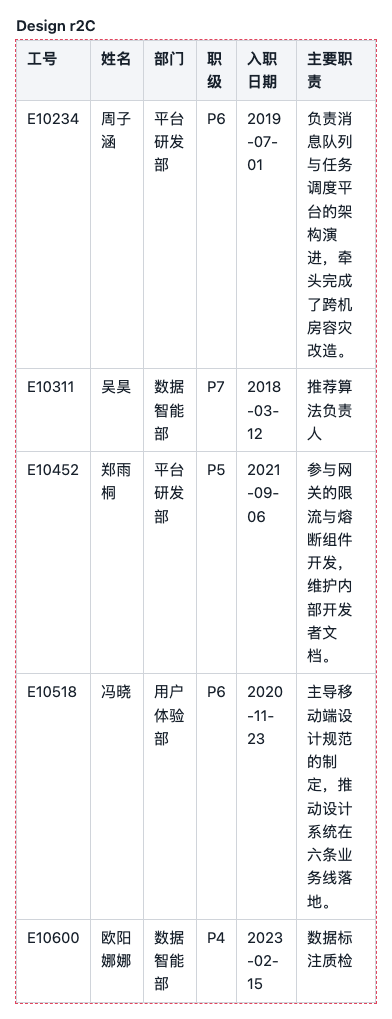 Design r2C
工号 姓名 部门 职级 入职日期 主要职责
E10234 周子涵 平台研发部 P6 2019-07-01 负责消息队列与任务调度平台的架构演进，牵头完成了跨机房容灾改造。
E10311 吴昊 数据智能部 P7 2018-03-12 推荐算法负责人
E10452 郑雨桐 平台研发部 P5 2021-09-06 参与网关的限流与熔断组件开发，维护内部开发者文档。
E10518 冯晓 用户体验部 P6 2020-11-23 主导移动端设计规范的制定，推动设计系统在六条业务线落地。
E10600 欧阳娜娜 数据智能部 P4 2023-02-15 数据标注质检